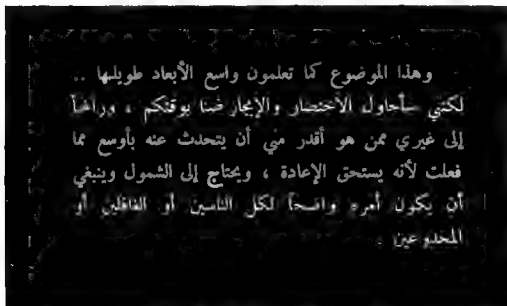 وهذا الموضوع كما تعلمون واسع الأبعاد طويلها ..
لكنني سأحاول الاختصار والإيجاز ضنا بوقتكم ، وراغباً
إلى غيري ممن هو أقدر مني أن يتحدث عنه بأوسع مما
فعلت لأنه يستحق الإعادة ، ويحتاج إلى الشمول وينبغي
أن يكون أمره واضحاً لكل الناسين أو الغافلين أو
المخدوعين .